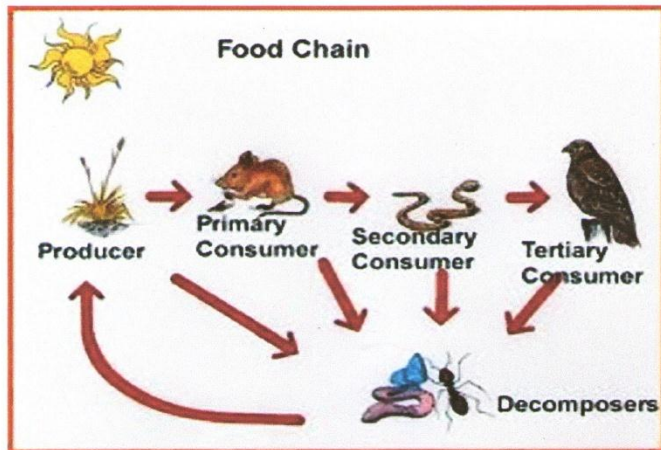 Food Chain
Producer
Primary
Consumer
Secondary
Consumer
Tertiary
Consumer
Decomposers